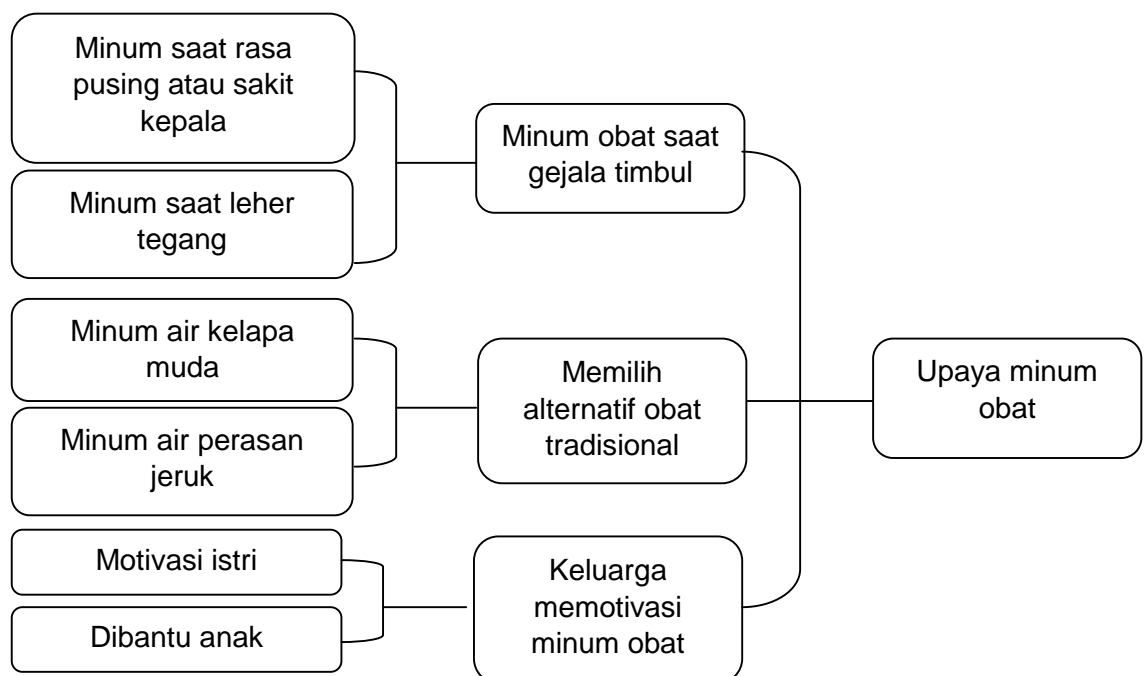 Minum saat rasa
pusing atau sakit
kepala
Minum saat leher
tegang
Minum air kelapa
muda
Minum air perasan
jeruk
Motivasi istri
Dibantu anak
Minum obat saat
gejala timbul
Memilih
alternatif obat
tradisional
Keluarga
memotivasi
minum obat
Upaya minum
obat